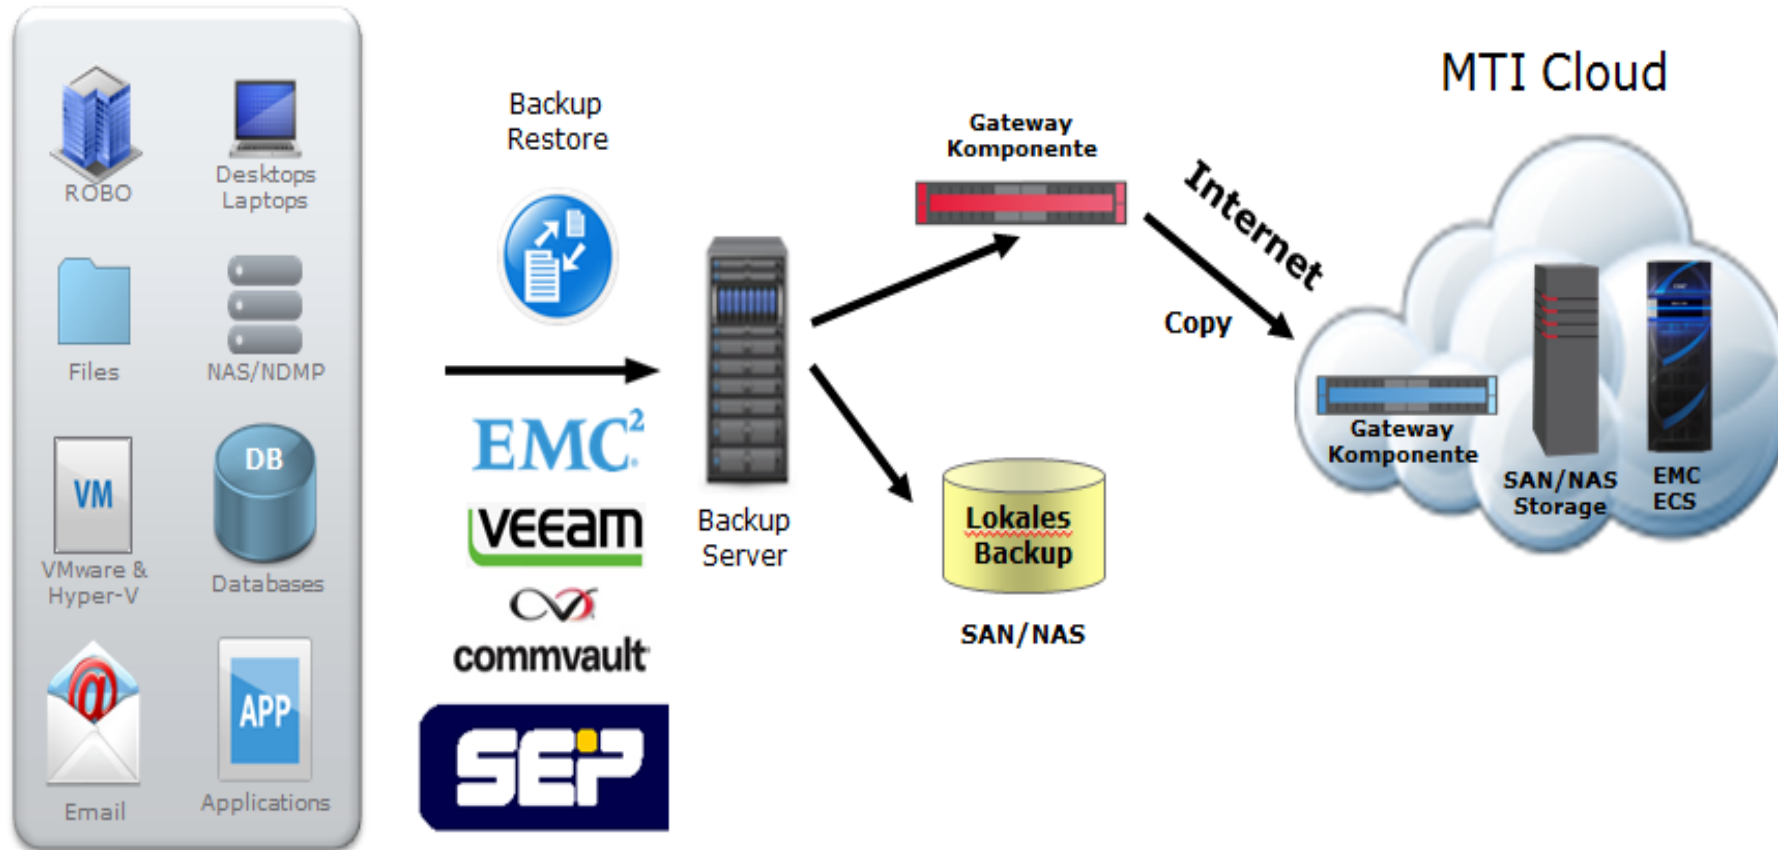 ROBO
Desktops
Laptops
Files
NAS/NDMP
VM
VMware &
Hyper-V
DB
Databases
@
Email
APP
Applications
Backup
Restore
EMC²
veeam
commvault
SEP
Backup
Server
Gateway
Komponente
Lokales
Backup
SAN/NAS
Internet
Copy
MTI Cloud
Gateway
Komponente
SAN/NAS
Storage
EMC
ECS